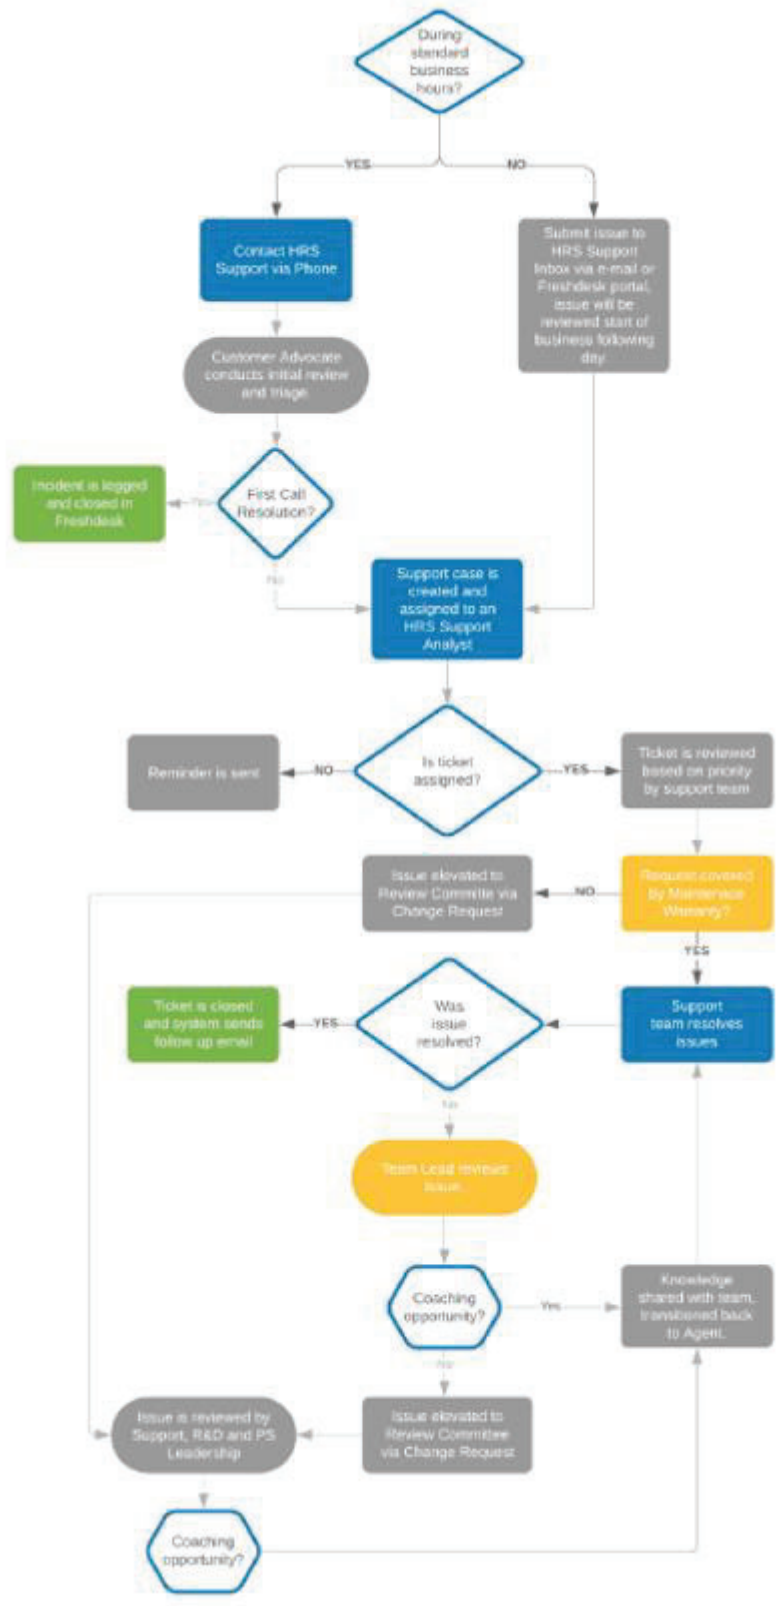 During
standard
business
hours?
YES
NO
Contact HRS
Support via Phone
Submit issue to
HRS Support
Inbox via e-mail or
Freshdesk portal,
issue will be
reviewed start of
business following
day.
Customer Advocate
conducts initial review
and triage
First Call
Resolution?
Yes
Incident is logged
and closed in
Freshdesk
No
Support case is
created and
assigned to an
HRS Support
Analyst
Is ticket
assigned?
NO
Reminder is sent
YES
Ticket is reviewed
based on priority
by support team
Request covered
by Maintenace
Warranty?
NO
Issue elevated to
Review Committe via
Change Request
YES
Support
team resolves
issues
Was
issue
resolved?
YES
Ticket is closed
and system sends
follow up email
No
Team Lead reviews
issue
Coaching
opportunity?
Yes
Knowledge
shared with team,
transitioned back
to Agent.
No
Issue elevated to
Review Committee
via Change Request
Issue is reviewed by
Support, R&D and PS
Leadership
Coaching
opportunity?